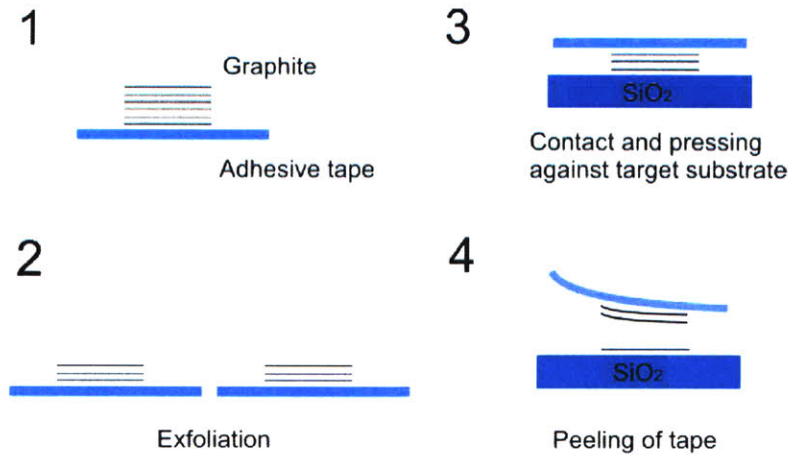 1
Graphite
Adhesive tape
2
Exfoliation
3
SiO₂
Contact and pressing
against target substrate
4
SiO₂
Peeling of tape